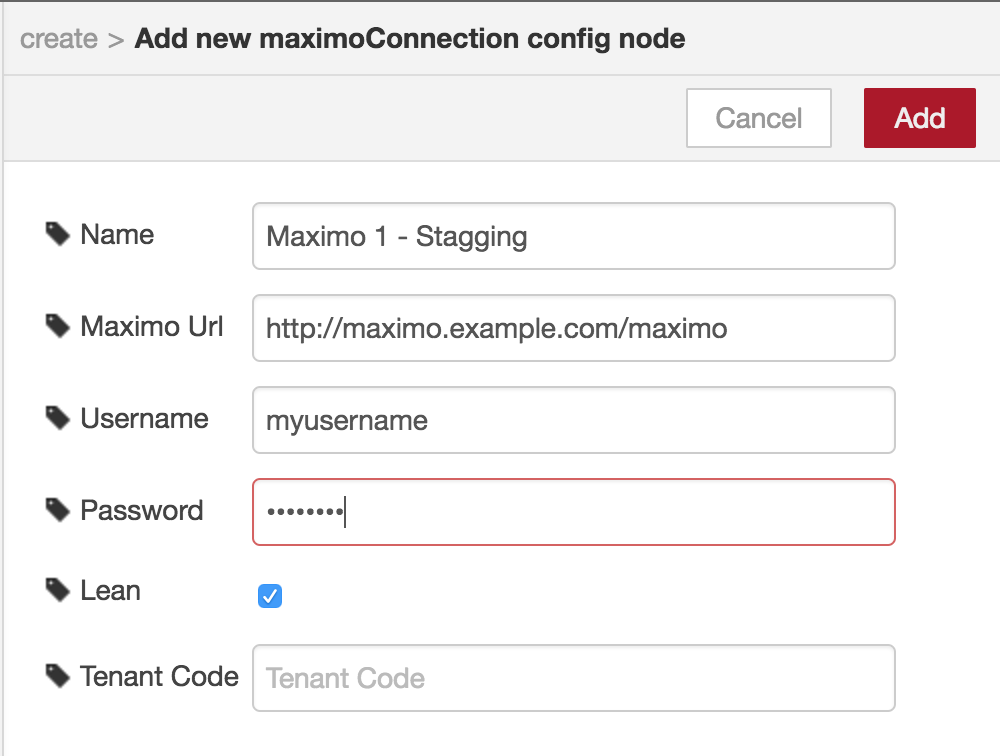 create > Add new maximoConnection config node
Cancel Add
Name Maximo 1 - Stagging
Maximo Url http://maximo.example.com/maximo
Username myusername
Password ••••••••
Lean
Tenant Code Tenant Code